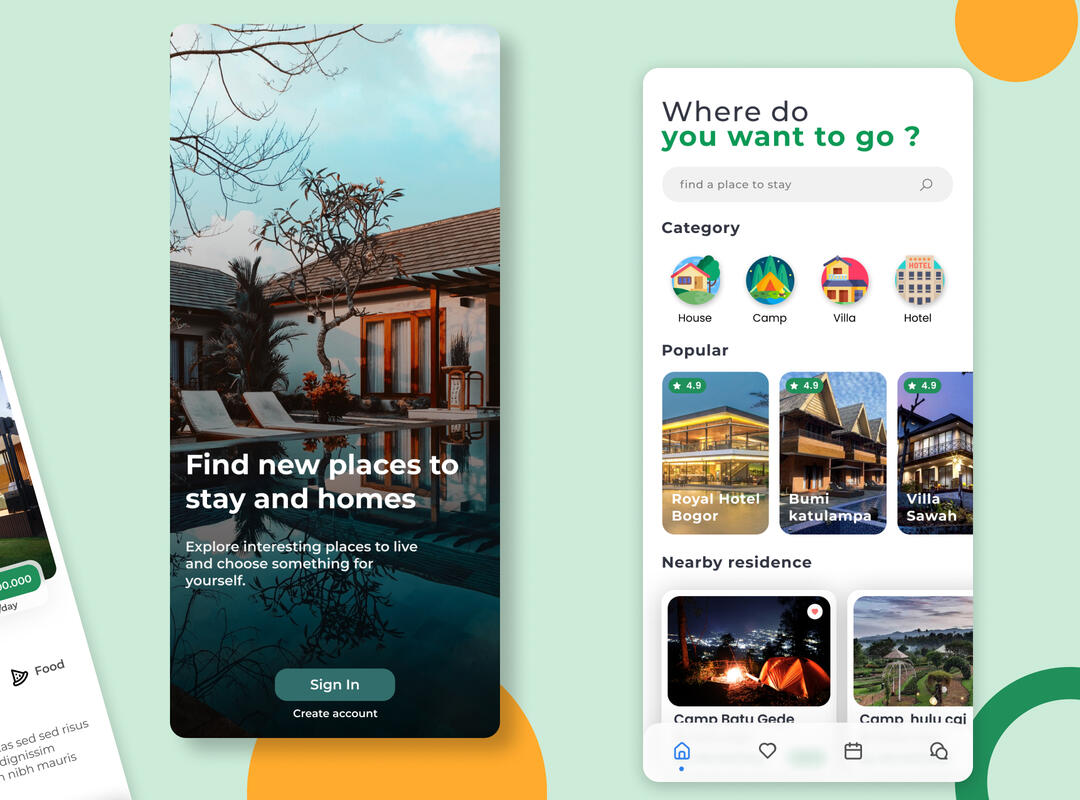 00.000
/day
Food
tas sed sed risus
dignissim
n nibh mauris
Find new places to
stay and homes
Explore interesting places to live
and choose something for
yourself.
Sign In
Create account
Where do
you want to go ?
find a place to stay
Category
HOTEL
House
Camp
Villa
Hotel
Popular
4.9
4.9
4.9
Royal Hotel
Bogor
Bumi
katulampa
Villa
Sawah
Nearby residence
Camp Batu Gede
Camp hulu cai